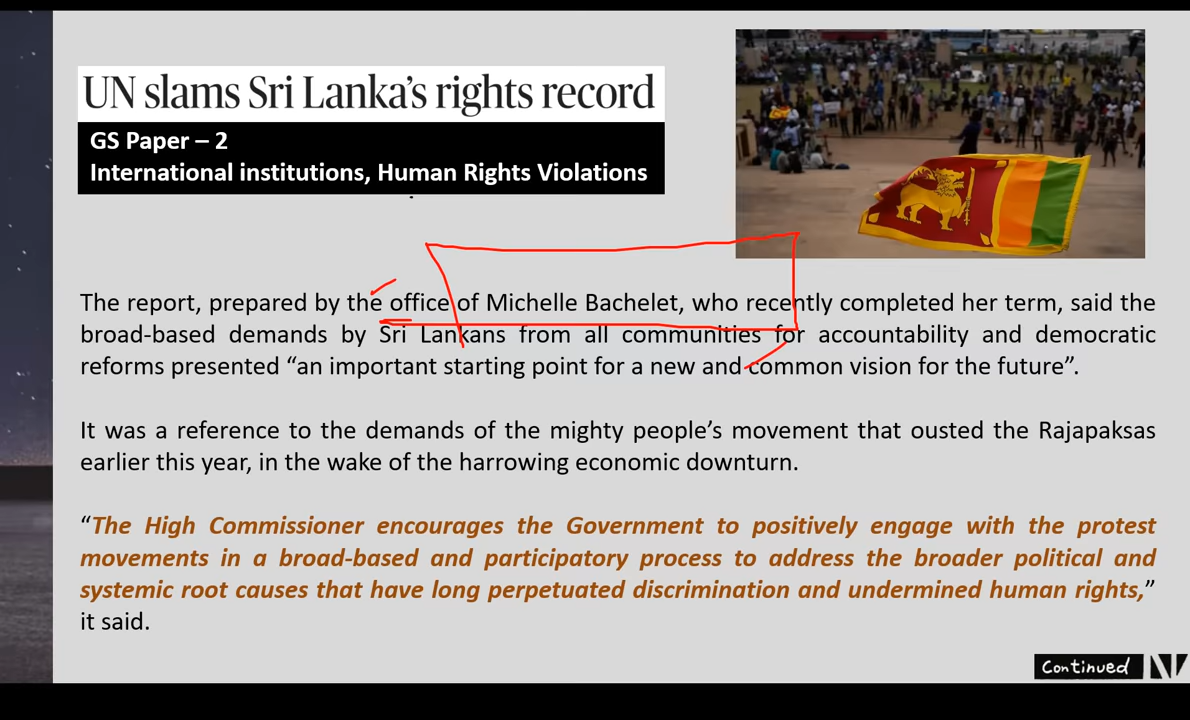 UN slams Sri Lanka's rights record
GS Paper – 2
International institutions, Human Rights Violations
The report, prepared by the office of Michelle Bachelet, who recently completed her term, said the
broad-based demands by Sri Lankans from all communities for accountability and democratic
reforms presented “an important starting point for a new and common vision for the future”.
It was a reference to the demands of the mighty people’s movement that ousted the Rajapaksas
earlier this year, in the wake of the harrowing economic downturn.
“The High Commissioner encourages the Government to positively engage with the protest
movements in a broad-based and participatory process to address the broader political and
systemic root causes that have long perpetuated discrimination and undermined human rights,”
it said.
Continued